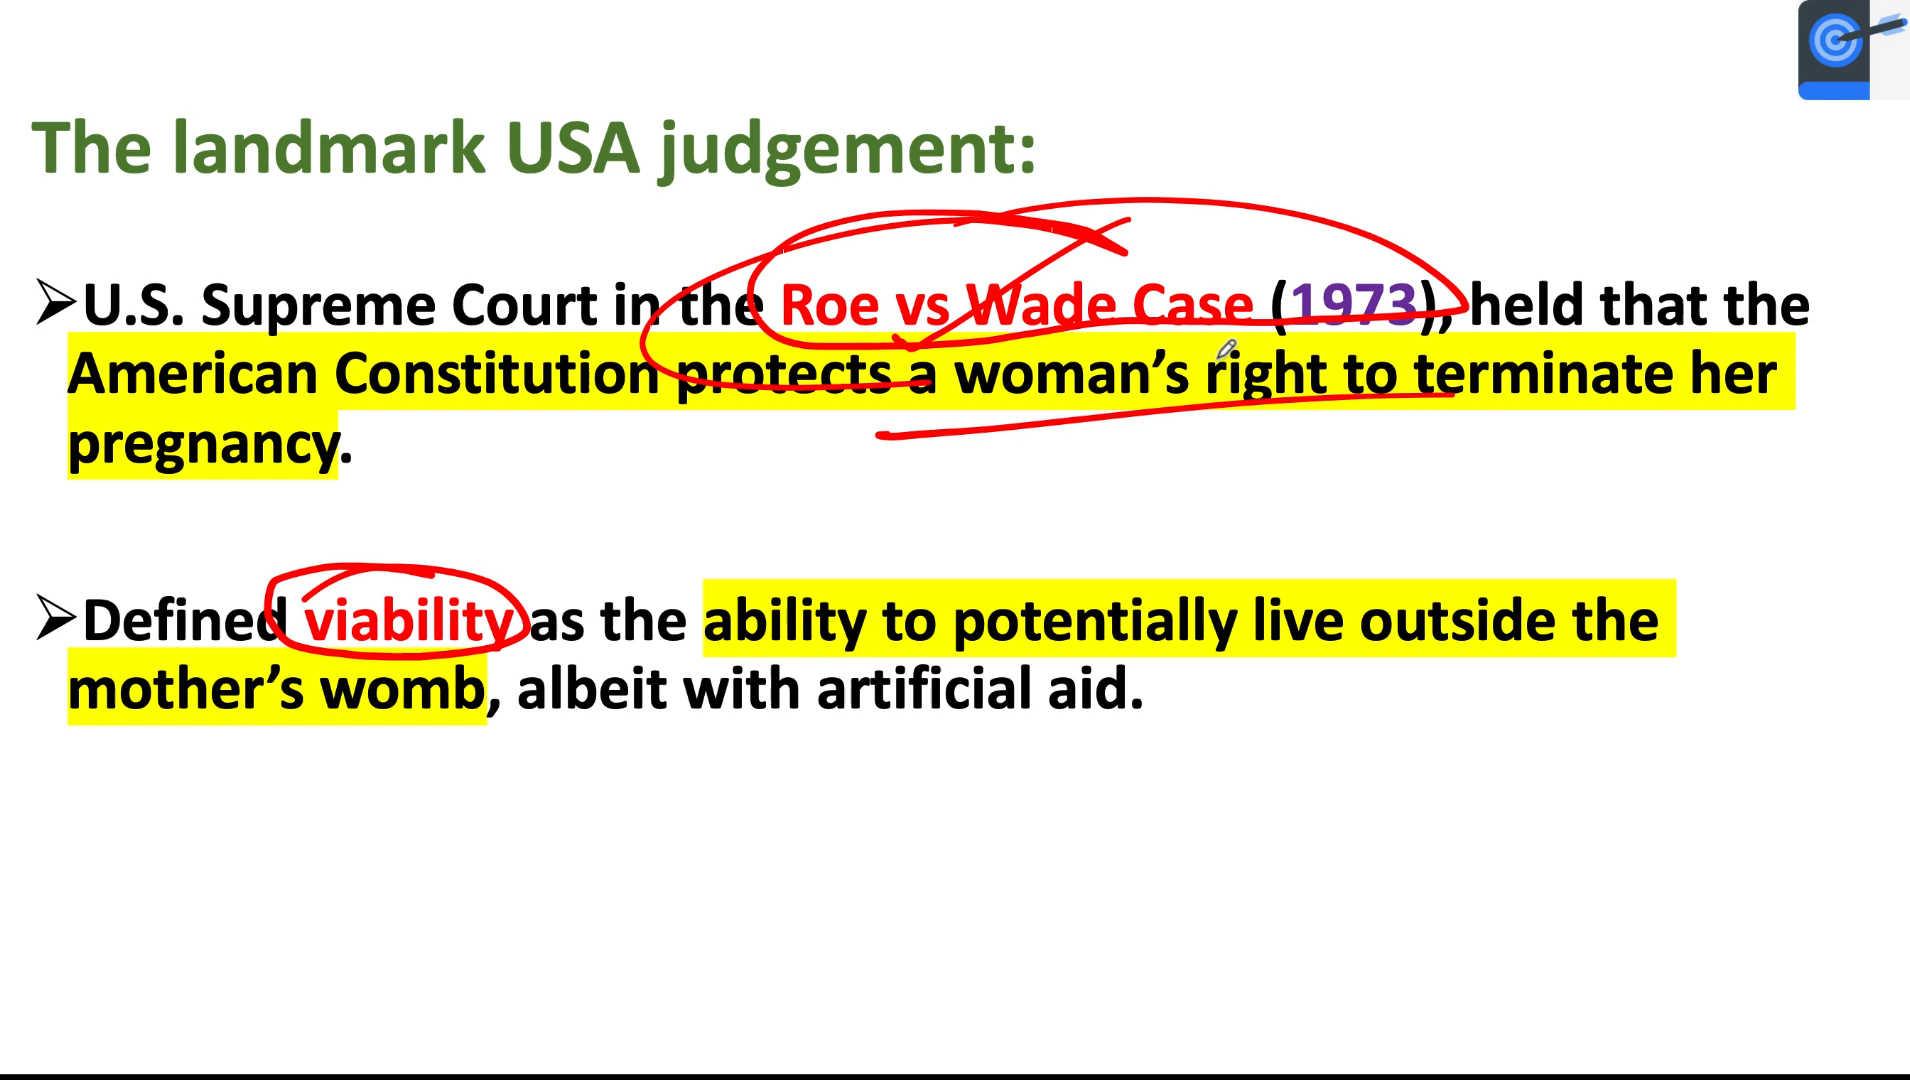 The landmark USA judgement:
➢U.S. Supreme Court in the Roe vs Wade Case (1973), held that the
American Constitution protects a woman’s right to terminate her
pregnancy.
➢Defined viability as the ability to potentially live outside the
mother’s womb, albeit with artificial aid.